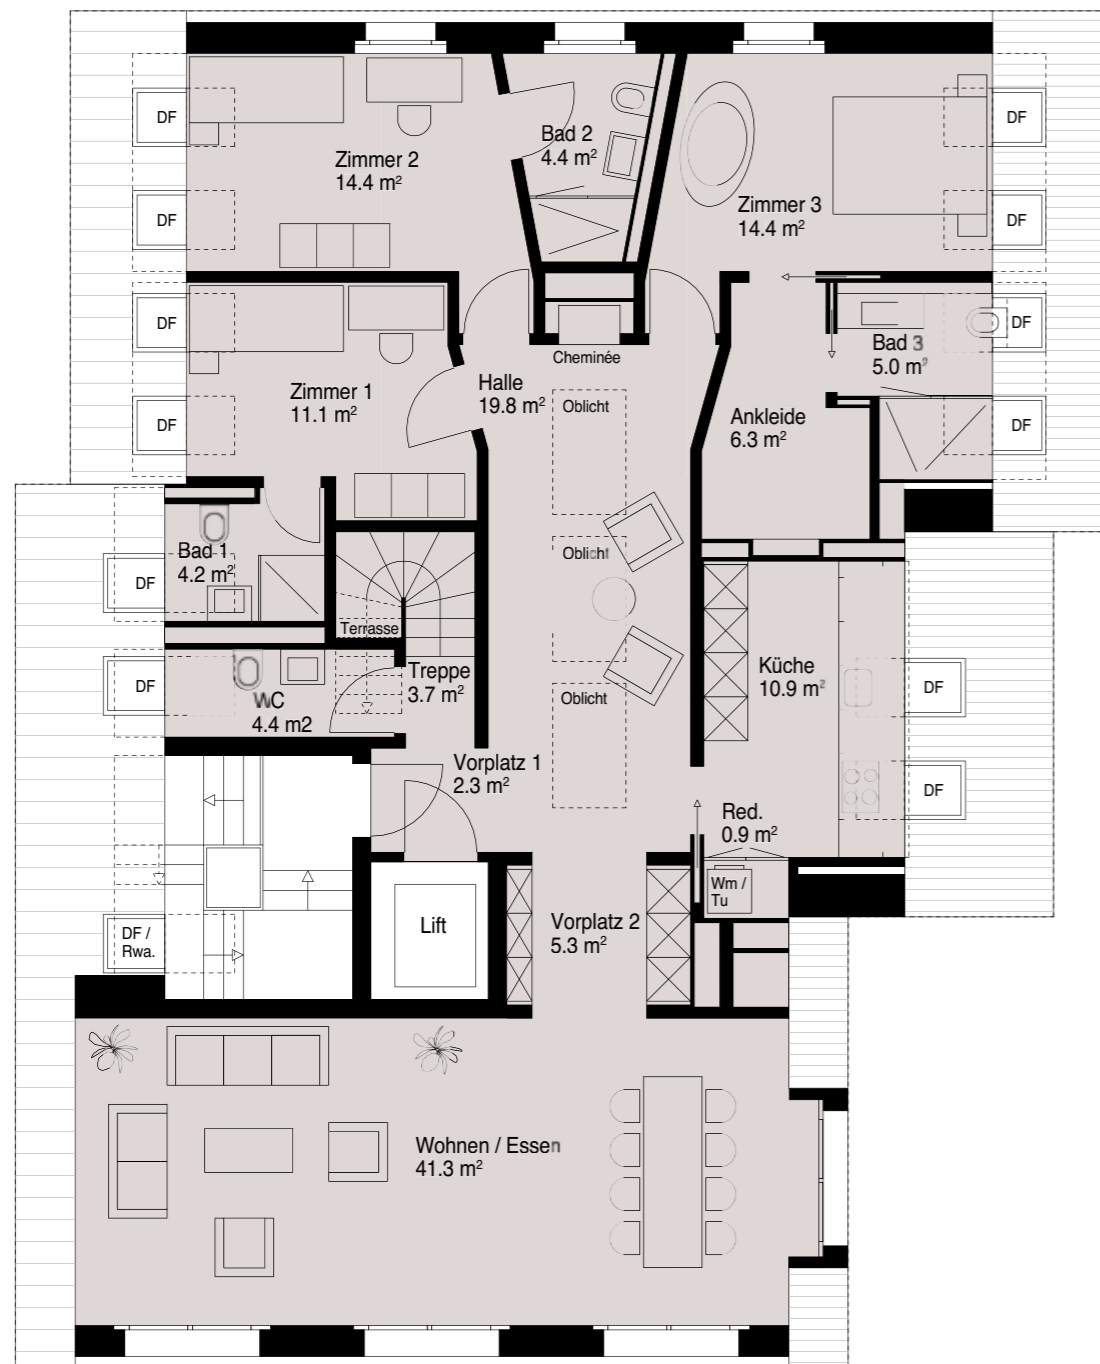 DF
Zimmer 2
14.4 m²
Bad 2
4.4 m²
DF
DF
Zimmer 3
14.4 m²
DF
DF
Zimmer 1
11.1 m²
Halle
19.8 m²
Cheminée
Oblicht
Bad 3
5.0 m²
DF
DF
Ankleide
6.3 m²
DF
Bad 1
4.2 m²
DF
Oblicht
Terrasse
Treppe
3.7 m²
WC
4.4 m2
DF
Oblicht
Küche
10.9 m²
DF
Vorplatz 1
2.3 m²
Red.
0.9 m²
DF
Wm /
Tu
Lift
Vorplatz 2
5.3 m²
DF /
Rwa.
Wohnen / Essen
41.3 m²